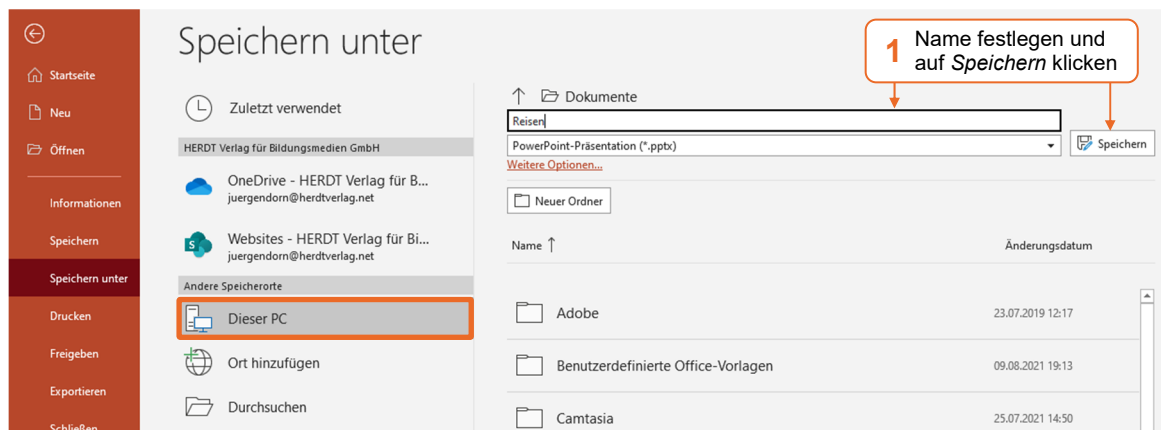 Startseite
Neu
Öffnen
Informationen
Speichern
Speichern unter
Drucken
Freigeben
Exportieren
Schließen
Speichern unter
Zuletzt verwendet
HERDT Verlag für Bildungsmedien GmbH
OneDrive - HERDT Verlag für B...
juergendorn@herdtverlag.net
Websites - HERDT Verlag für Bi...
juergendorn@herdtverlag.net
Andere Speicherorte
Dieser PC
Ort hinzufügen
Durchsuchen
1 Name festlegen und
auf Speichern klicken
Dokumente
Reisen
PowerPoint-Präsentation (*.pptx)
Speichern
Weitere Optionen...
Neuer Ordner
Name ↑ Änderungsdatum
Adobe 23.07.2019 12:17
Benutzerdefinierte Office-Vorlagen 09.08.2021 19:13
Camtasia 25.07.2021 14:50